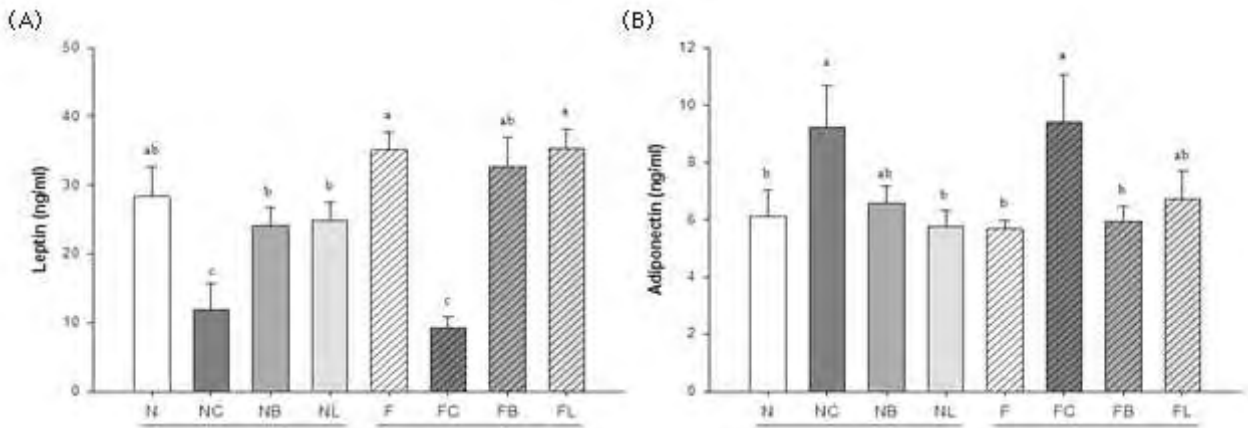 (A)
50
40
30
20
10
0
Leptin (ng/ml)
ab
c
b
b
a
c
ab
a
N NC NB NL F FC FB FL
(B)
12
10
8
6
4
2
0
Adiponectin (ng/ml)
b
a
ab
b
b
a
b
ab
N NC NB NL F FC FB FL